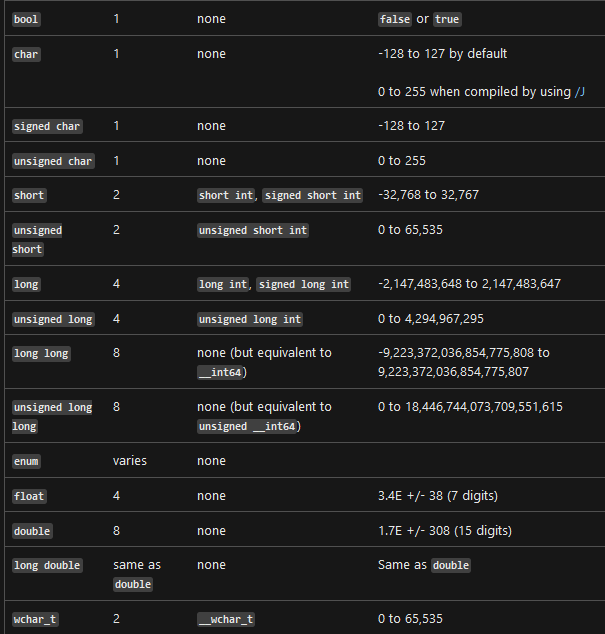 bool 1 none false or true
char 1 none -128 to 127 by default
0 to 255 when compiled by using /J
signed char 1 none -128 to 127
unsigned char 1 none 0 to 255
short 2 short int, signed short int -32,768 to 32,767
unsigned 2 unsigned short int 0 to 65,535
short
long 4 long int, signed long int -2,147,483,648 to 2,147,483,647
unsigned long 4 unsigned long int 0 to 4,294,967,295
long long 8 none (but equivalent to -9,223,372,036,854,775,808 to
__int64) 9,223,372,036,854,775,807
unsigned long 8 none (but equivalent to 0 to 18,446,744,073,709,551,615
long unsigned __int64)
enum varies none
float 4 none 3.4E +/- 38 (7 digits)
double 8 none 1.7E +/- 308 (15 digits)
long double same as none Same as double
double
wchar_t 2 __wchar_t 0 to 65,535